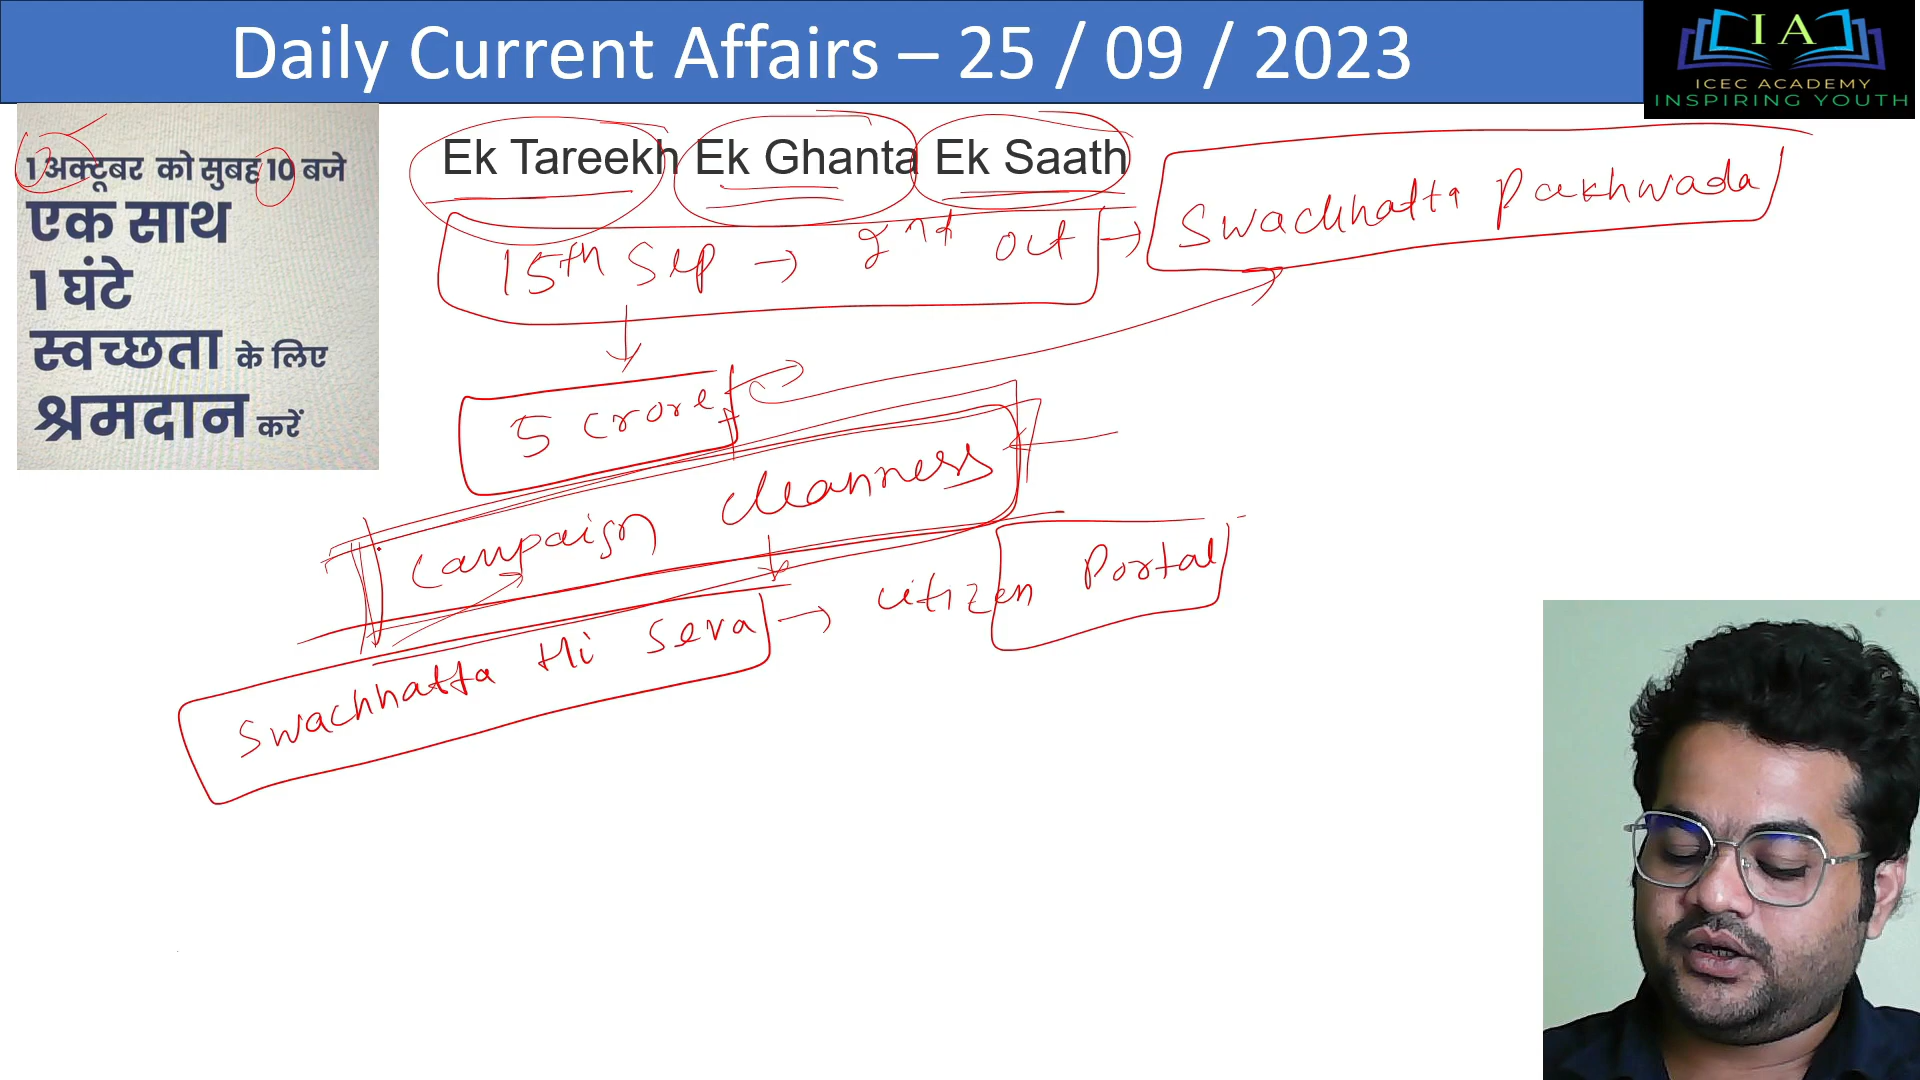 Daily Current Affairs – 25 / 09 / 2023
IA
ICEC ACADEMY
INSPIRING YOUTH
1 अक्टूबर को सुबह 10 बजे
एक साथ
1 घंटे
स्वच्छता के लिए
श्रमदान करें
Ek Tareekh Ek Ghanta Ek Saath
15th Sep → 2nd Oct → Swachhatta Pakhwada
5 crore
Campaign cleanness
Swachhatta Hi Seva → citizen Portal